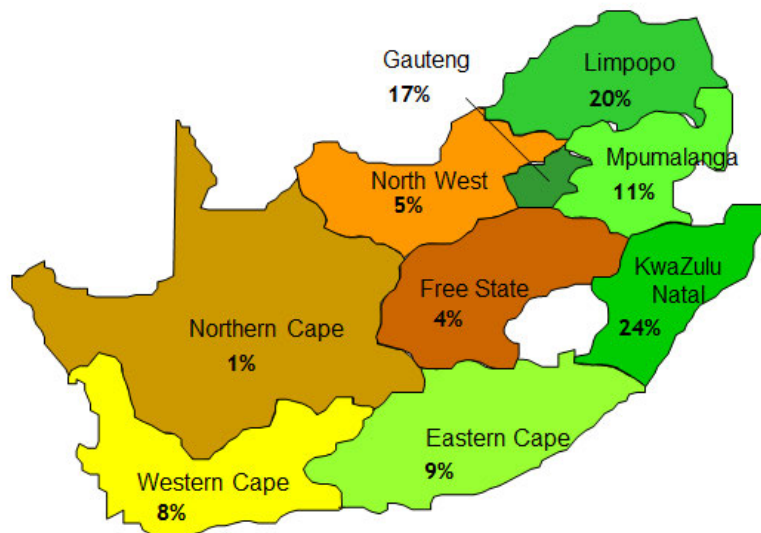 Gauteng
17%
Limpopo
20%
Mpumalanga
11%
North West
5%
KwaZulu
Natal
24%
Free State
4%
Northern Cape
1%
Eastern Cape
9%
Western Cape
8%